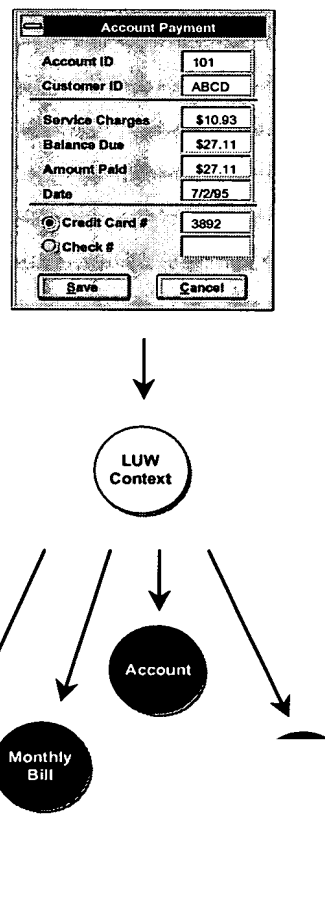 Account Payment
Account ID 101
Customer ID ABCD
Service Charges $10.93
Balance Due $27.11
Amount Paid $27.11
Date 7/2/95
Credit Card # 3892
Check #
Save Cancel
LUW
Context
Account
Monthly
Bill